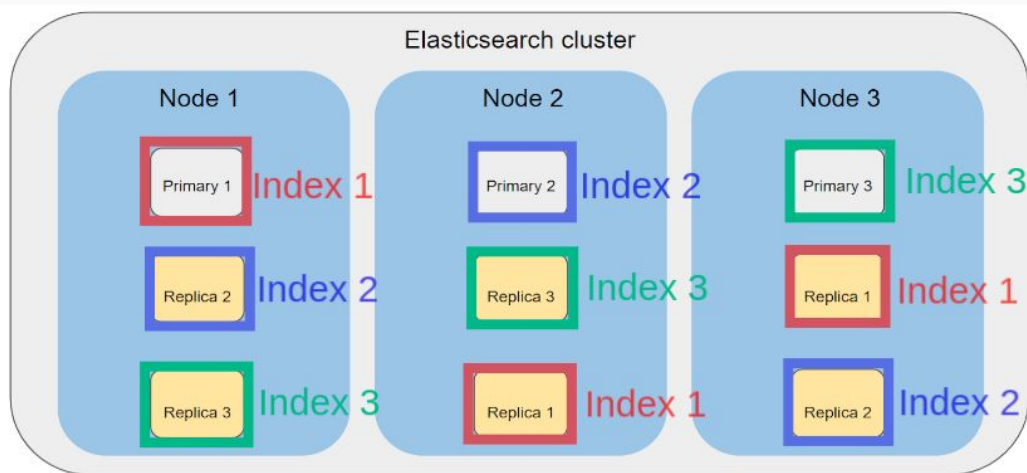 Elasticsearch cluster
Node 1
Node 2
Node 3
Primary 1
Index 1
Primary 2
Index 2
Primary 3
Index 3
Replica 2
Index 2
Replica 3
Index 3
Replica 1
Index 1
Replica 3
Index 3
Replica 1
Index 1
Replica 2
Index 2